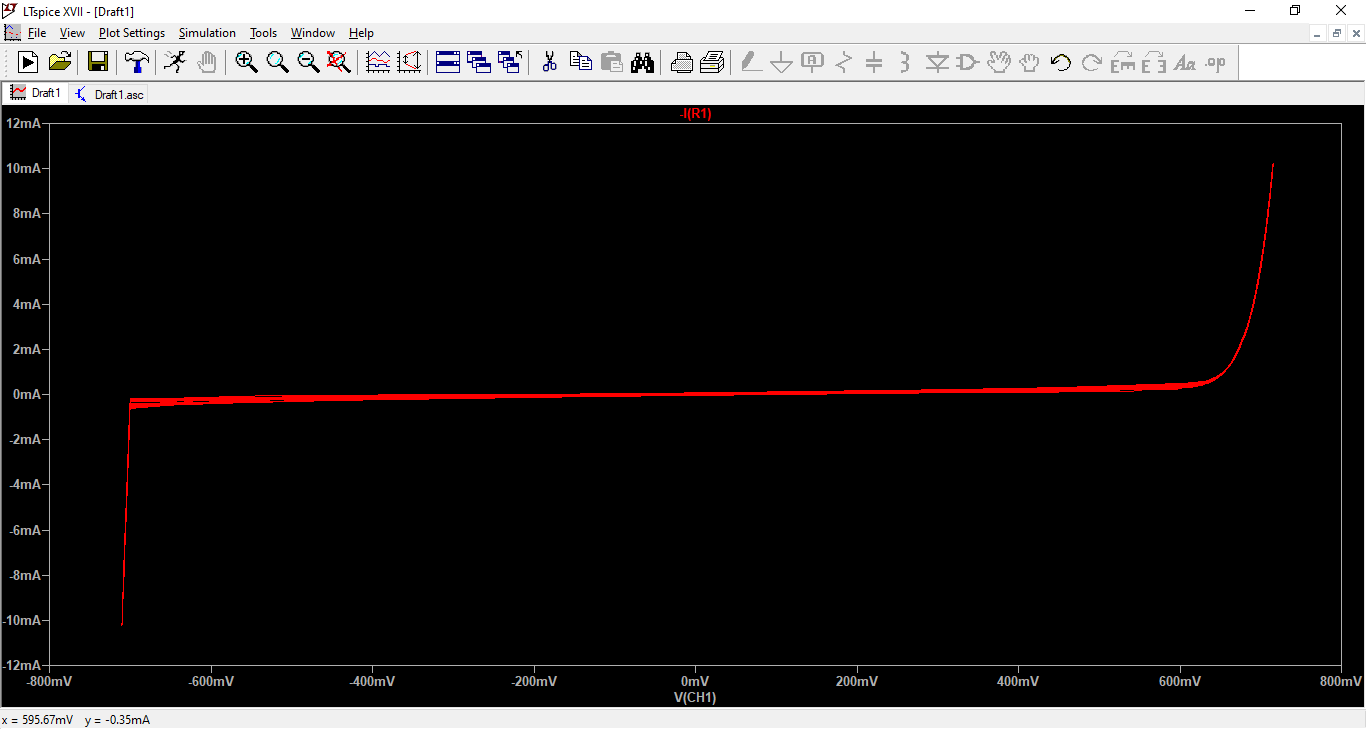 LTspice XVII - [Draft1]
File View Plot Settings Simulation Tools Window Help
Draft1 Draft1.asc
-I(R1)
12mA
10mA
8mA
6mA
4mA
2mA
0mA
-2mA
-4mA
-6mA
-8mA
-10mA
-12mA
-800mV -600mV -400mV -200mV 0mV 200mV 400mV 600mV 800mV
V(CH1)
x = 595.67mV y = -0.35mA